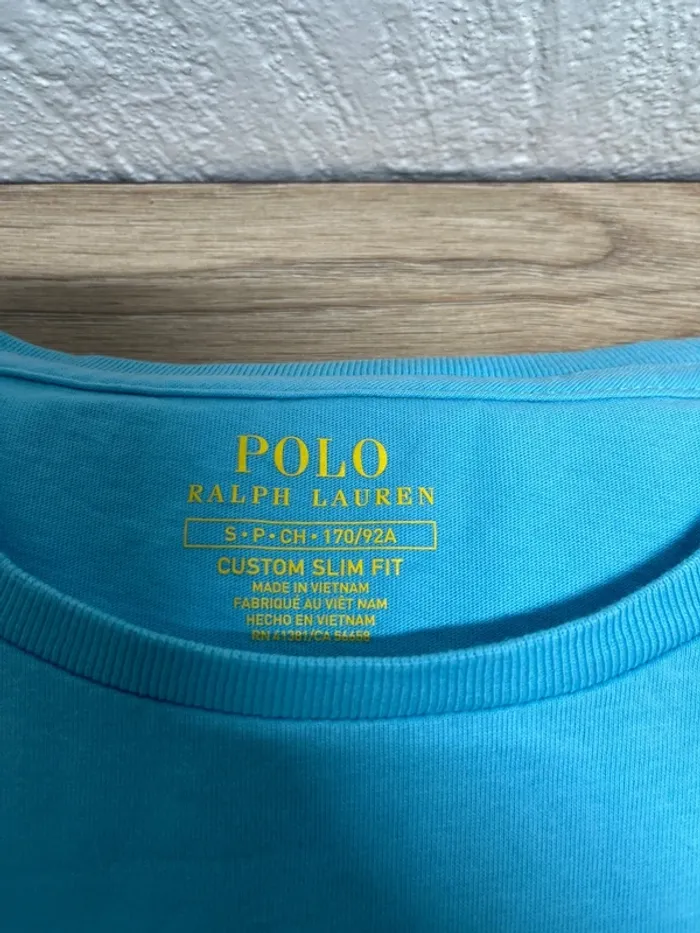 POLO
RALPH LAUREN
S • P • CH • 170/92A
CUSTOM SLIM FIT
MADE IN VIETNAM
FABRIQUÉ AU VIÊT NAM
HECHO EN VIETNAM
RN 41381/CA 56658